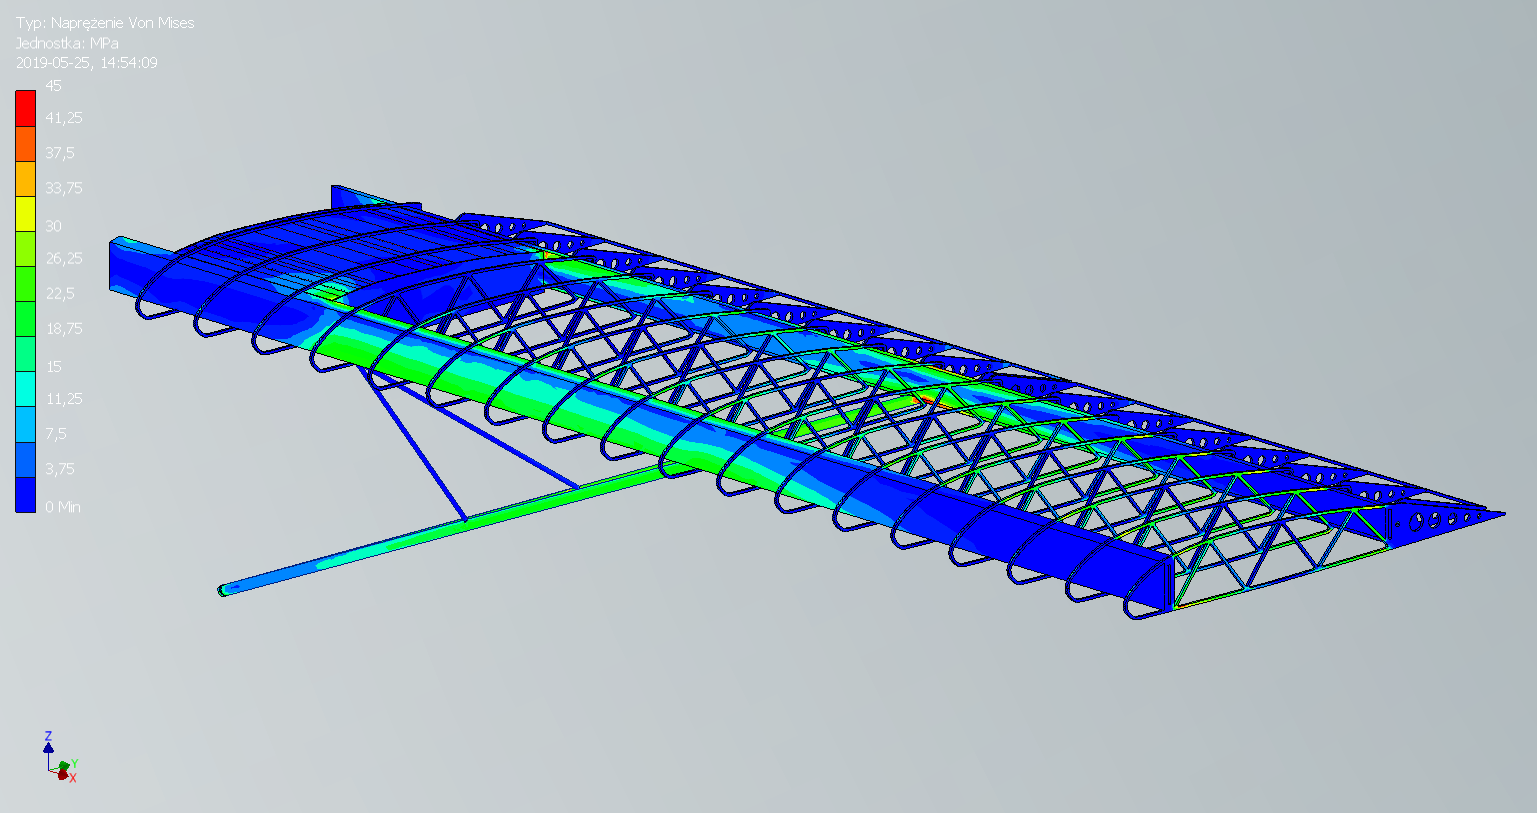 Typ: Naprężenie Von Mises
Jednostka: MPa
2019-05-25, 14:54:09
45
41,25
37,5
33,75
30
26,25
22,5
18,75
15
11,25
7,5
3,75
0 Min
Z
Y
X